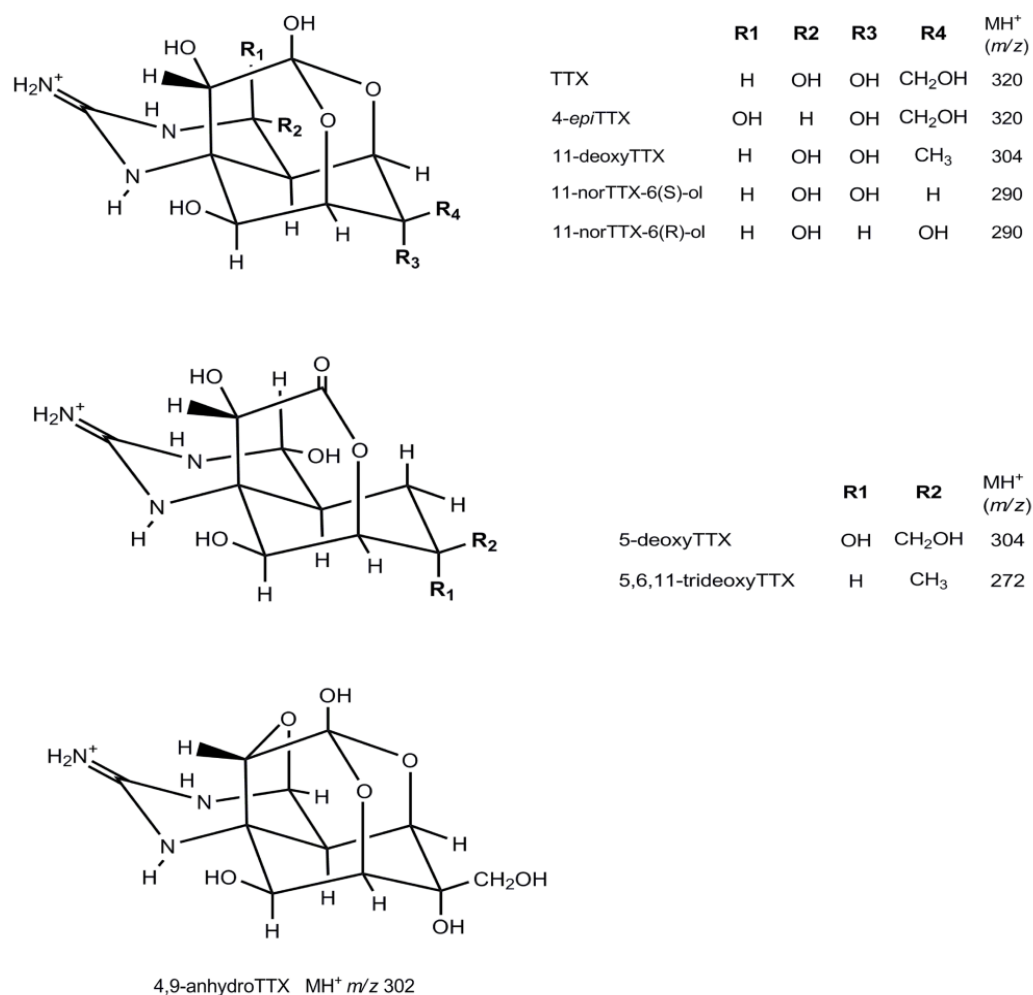 OH
HO R1 R1 R2 R3 R4 MH+
(m/z)
H O TTX H OH OH CH2OH 320
H2N+ H O 4-epiTTX OH H OH CH2OH 320
N R2 11-deoxyTTX H OH OH CH3 304
N 11-norTTX-6(S)-ol H OH OH H 290
H HO R4 11-norTTX-6(R)-ol H OH H OH 290
H H
H R3
O
HO H
H
H2N+ H O H
N OH
N H R1 R2 MH+
(m/z)
H HO R2 5-deoxyTTX OH CH2OH 304
H H
H R1 5,6,11-trideoxyTTX H CH3 272
OH
O
H O
H2N+ H O
N H
N H
H HO H H CH2OH
H OH
4,9-anhydroTTX MH+ m/z 302